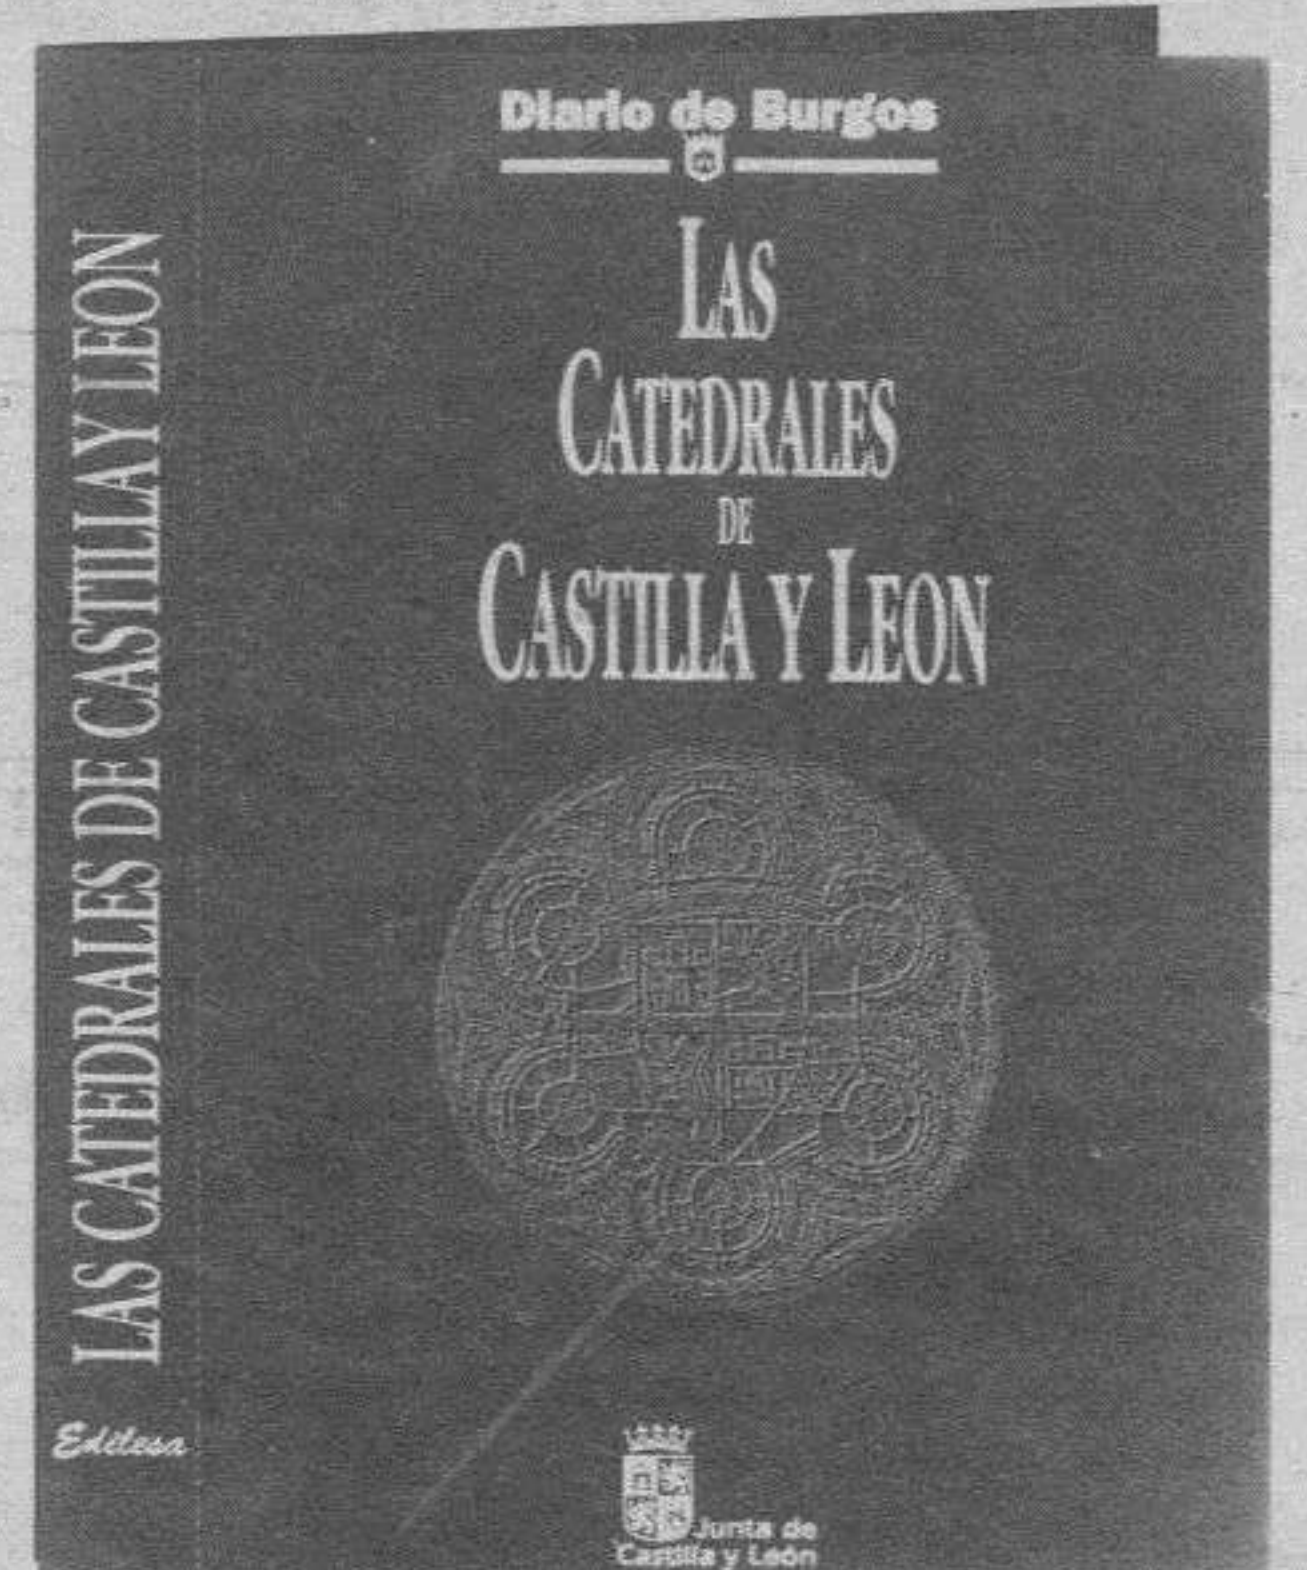 Diario de Burgos
LAS
CATEDRALES
DE
CASTILLA Y LEON
Junta de
Castilla y León
LAS CATEDRALES DE CASTILLA Y LEON
Edilesa